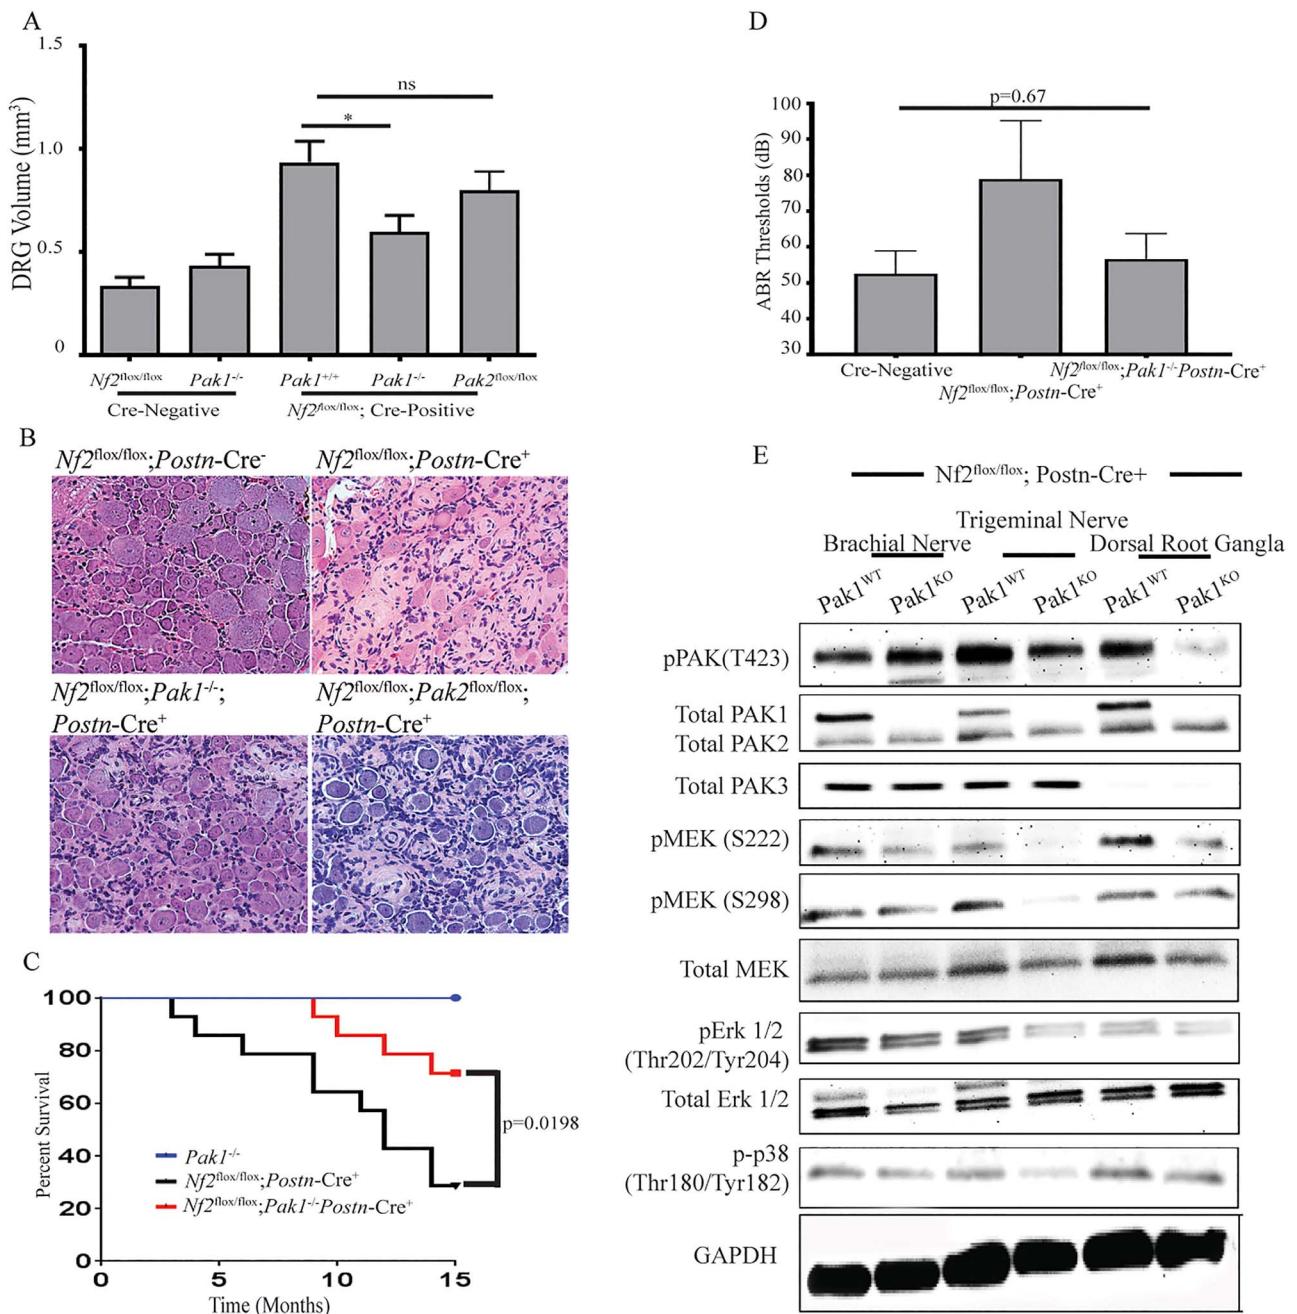 A
1.5
1.0
0.5
0
DRG Volume (mm³)
ns
*
Nf2flox/flox Pak1-/- Pak1+/+ Pak1-/- Pak2flox/flox
Cre-Negative Nf2flox/flox; Cre-Positive
B
Nf2flox/flox;Postn-Cre- Nf2flox/flox;Postn-Cre+
Nf2flox/flox;Pak1-/-; Nf2flox/flox;Pak2flox/flox;
Postn-Cre+ Postn-Cre+
C
100
80
60
40
20
0
Percent Survival
Pak1-/-
Nf2flox/flox;Postn-Cre+
Nf2flox/flox;Pak1-/-Postn-Cre+
p=0.0198
0 5 10 15
Time (Months)
D
100
90
80
70
60
50
40
30
ABR Thresholds (dB)
p=0.67
Cre-Negative Nf2flox/flox;Pak1-/-Postn-Cre+
Nf2flox/flox;Postn-Cre+
E
Nf2flox/flox; Postn-Cre+
Trigeminal Nerve
Brachial Nerve Dorsal Root Gangla
Pak1WT Pak1KO Pak1WT Pak1KO Pak1WT Pak1KO
pPAK(T423)
Total PAK1
Total PAK2
Total PAK3
pMEK (S222)
pMEK (S298)
Total MEK
pErk 1/2
(Thr202/Tyr204)
Total Erk 1/2
p-p38
(Thr180/Tyr182)
GAPDH